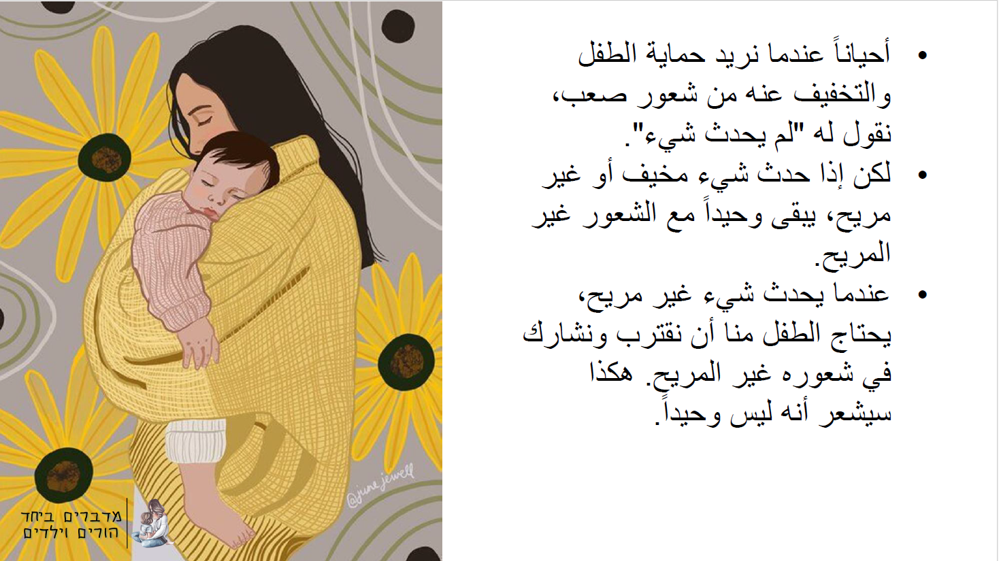 • أحياناً عندما نريد حماية الطفل
والتخفيف عنه من شعور صعب،
نقول له "لم يحدث شيء".
• لكن إذا حدث شيء مخيف أو غير
مريح، يبقى وحيداً مع الشعور غير
المريح.
• عندما يحدث شيء غير مريح،
يحتاج الطفل منا أن نقترب ونشارك
في شعوره غير المريح. هكذا
سيشعر أنه ليس وحيداً.
@junejewell
מדברים ביחד
הורים וילדים